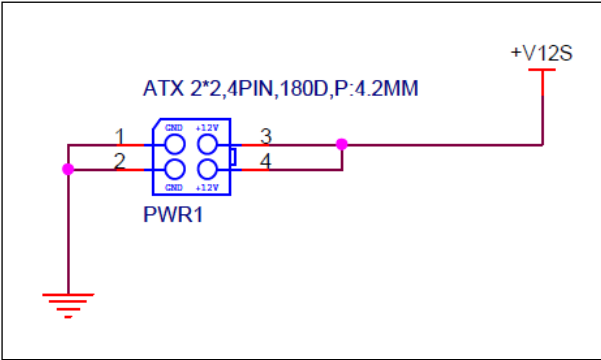 +V12S
ATX 2*2,4PIN,180D,P:4.2MM
1 GND +12V 3
2 4
GND +12V
PWR1